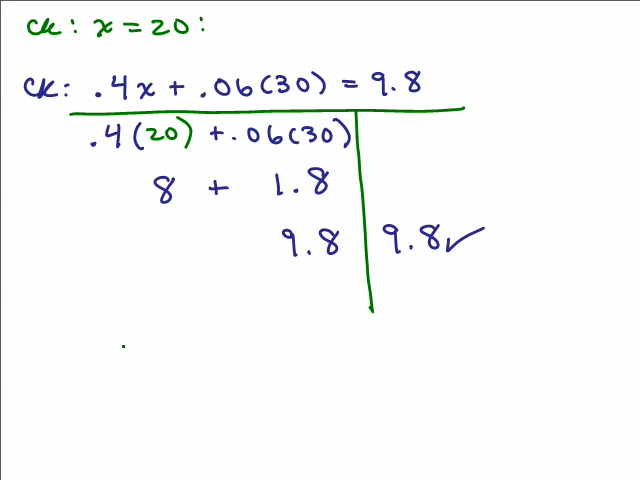 ck: x = 20:
ck: .4x + .06(30) = 9.8
.4(20) + .06(30)
8 + 1.8
9.8 9.8✓